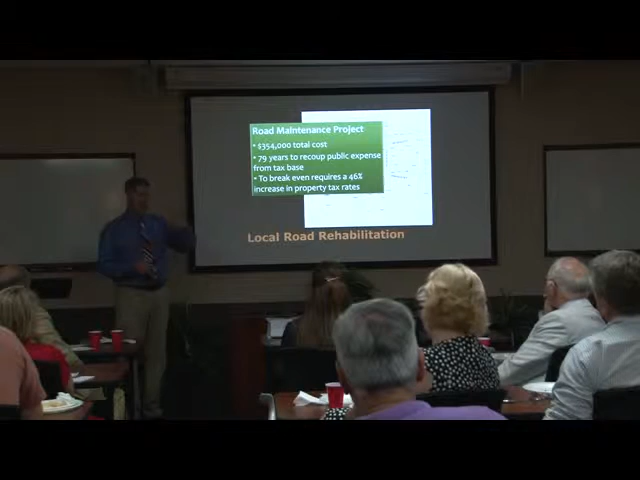 Road Maintenance Project
• $354,000 total cost
• 79 years to recoup public expense
from tax base
• To break even requires a 46%
increase in property tax rates
Local Road Rehabilitation